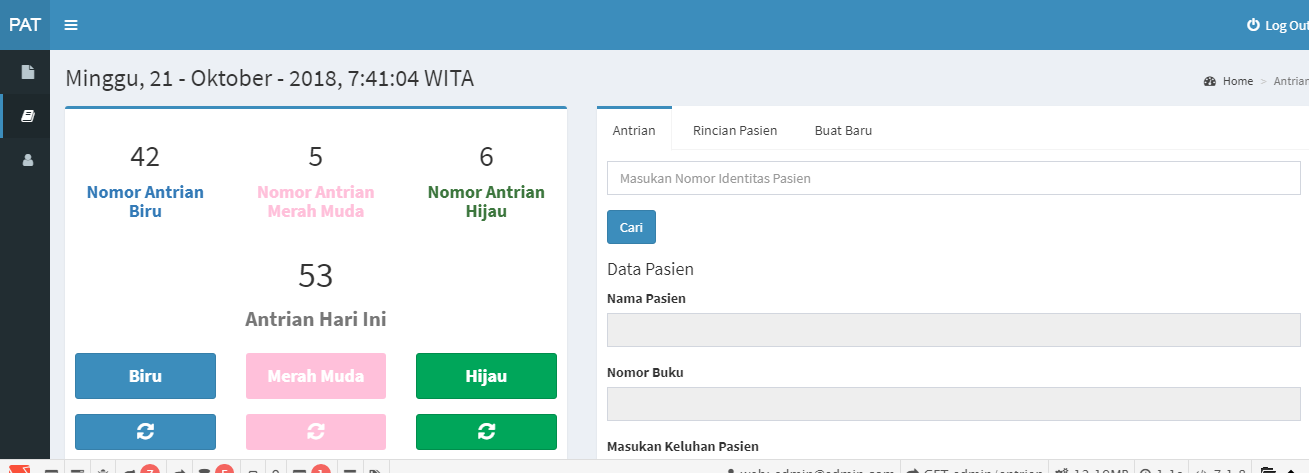 PAT
Log Out
Minggu, 21 - Oktober - 2018, 7:41:04 WITA
Home > Antrian
42
Nomor Antrian
Biru
5
Nomor Antrian
Merah Muda
6
Nomor Antrian
Hijau
53
Antrian Hari Ini
Biru
Merah Muda
Hijau
Antrian
Rincian Pasien
Buat Baru
Masukan Nomor Identitas Pasien
Cari
Data Pasien
Nama Pasien
Nomor Buku
Masukan Keluhan Pasien